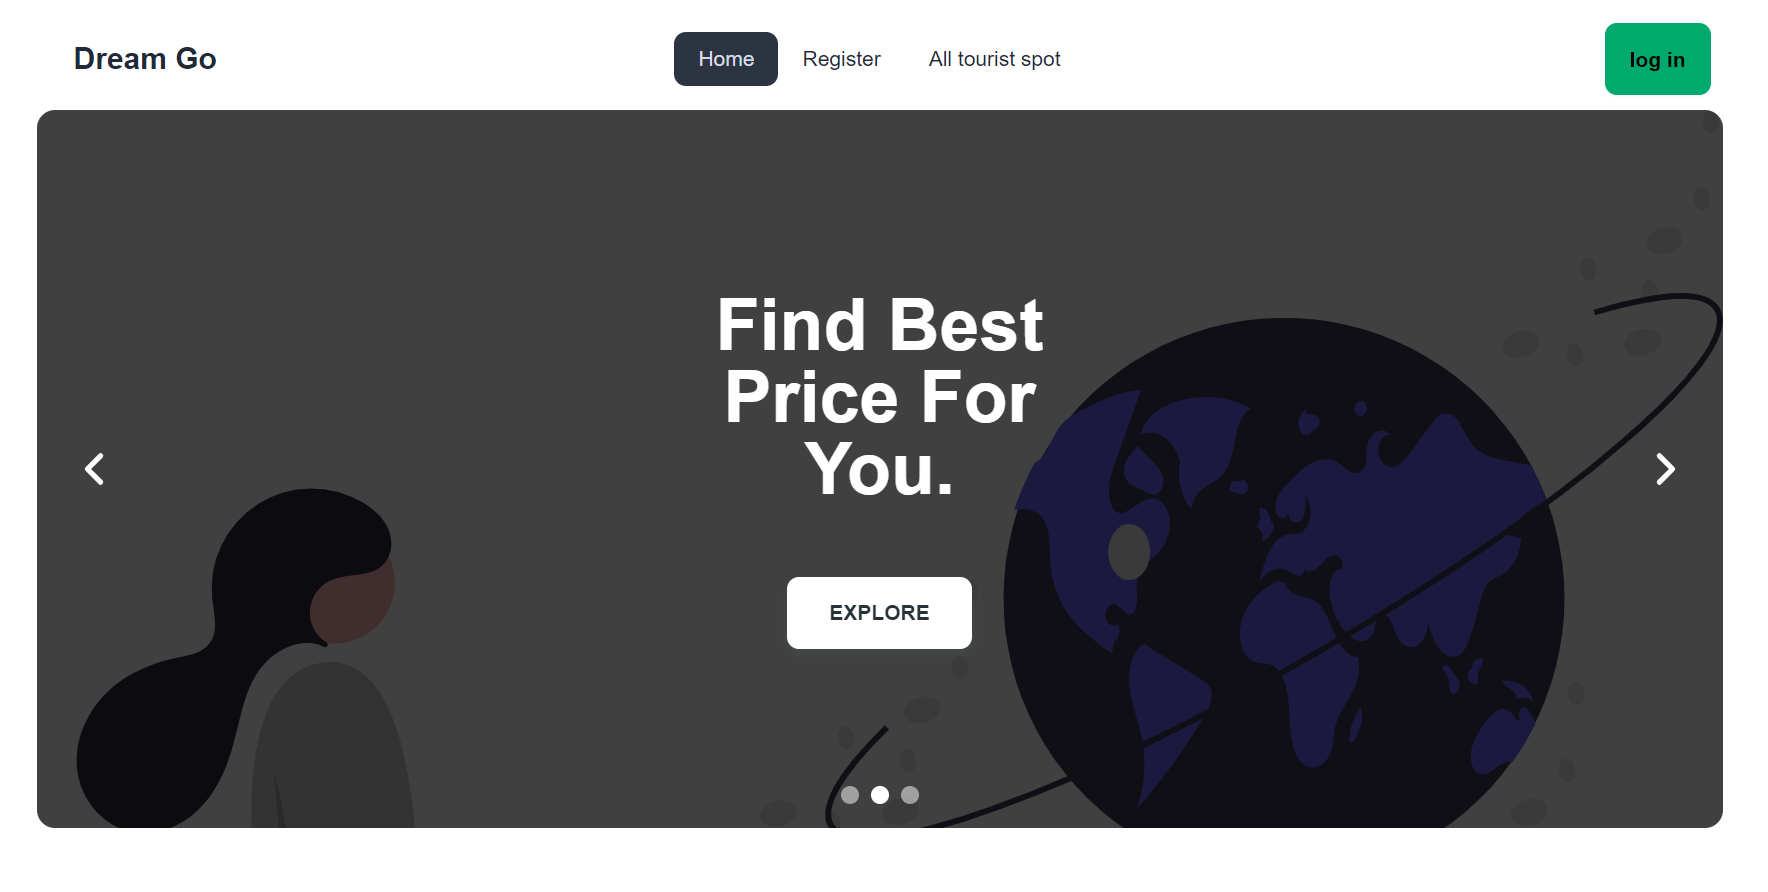 Dream Go
Home
Register
All tourist spot
log in
Find Best
Price For
You.
EXPLORE